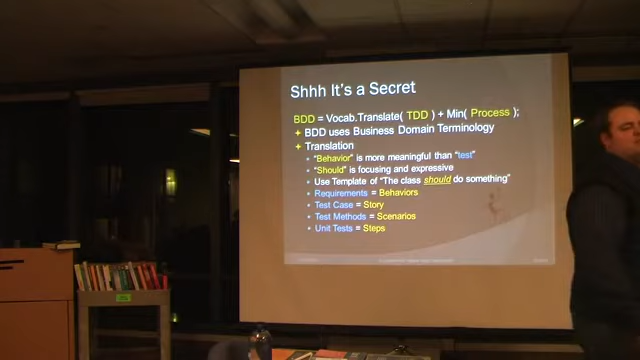 Shhh It's a Secret
BDD = Vocab.Translate( TDD ) + Min( Process );
+ BDD uses Business Domain Terminology
+ Translation
• "Behavior" is more meaningful than "test"
• "Should" is focusing and expressive
• Use Template of "The class should do something"
• Requirements = Behaviors
• Test Case = Story
• Test Methods = Scenarios
• Unit Tests = Steps